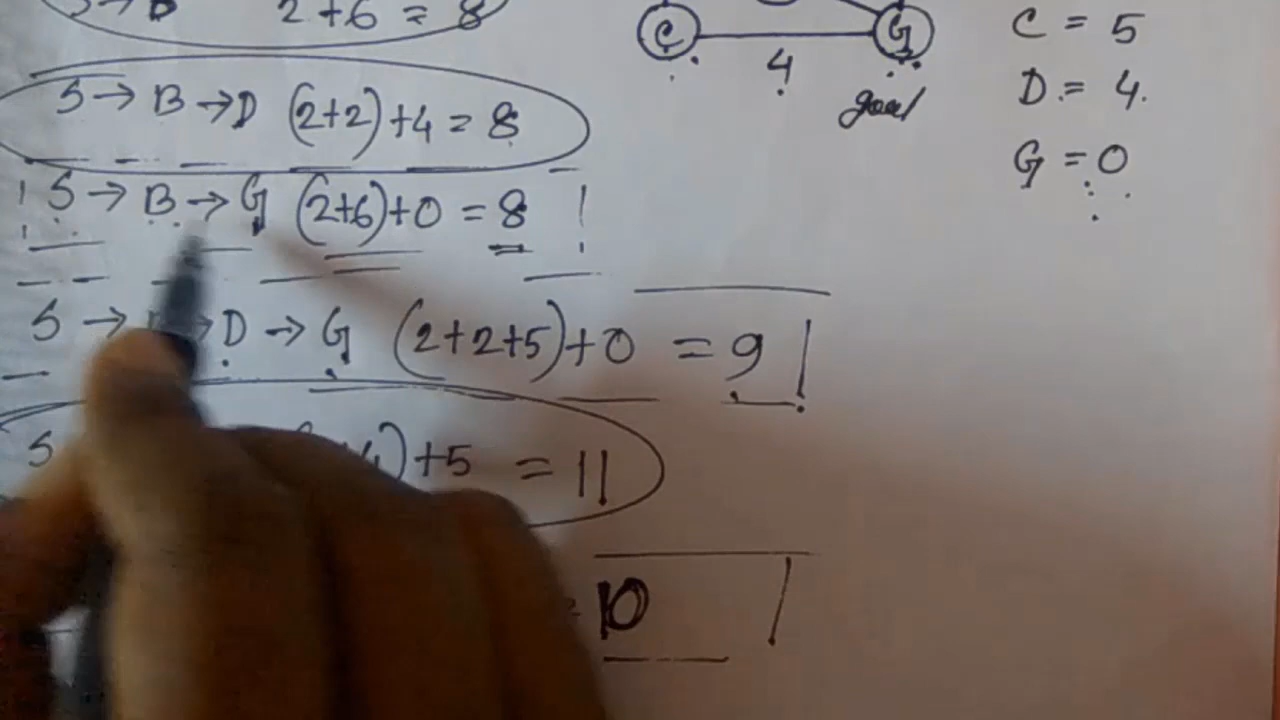 S → B 2+6 = 8
S → B → D (2+2)+4 = 8
S → B → G (2+6)+0 = 8
S → D → G (2+2+5)+0 = 9
S )+5 = 11
= 10
C G
4
goal
C = 5
D = 4
G = 0